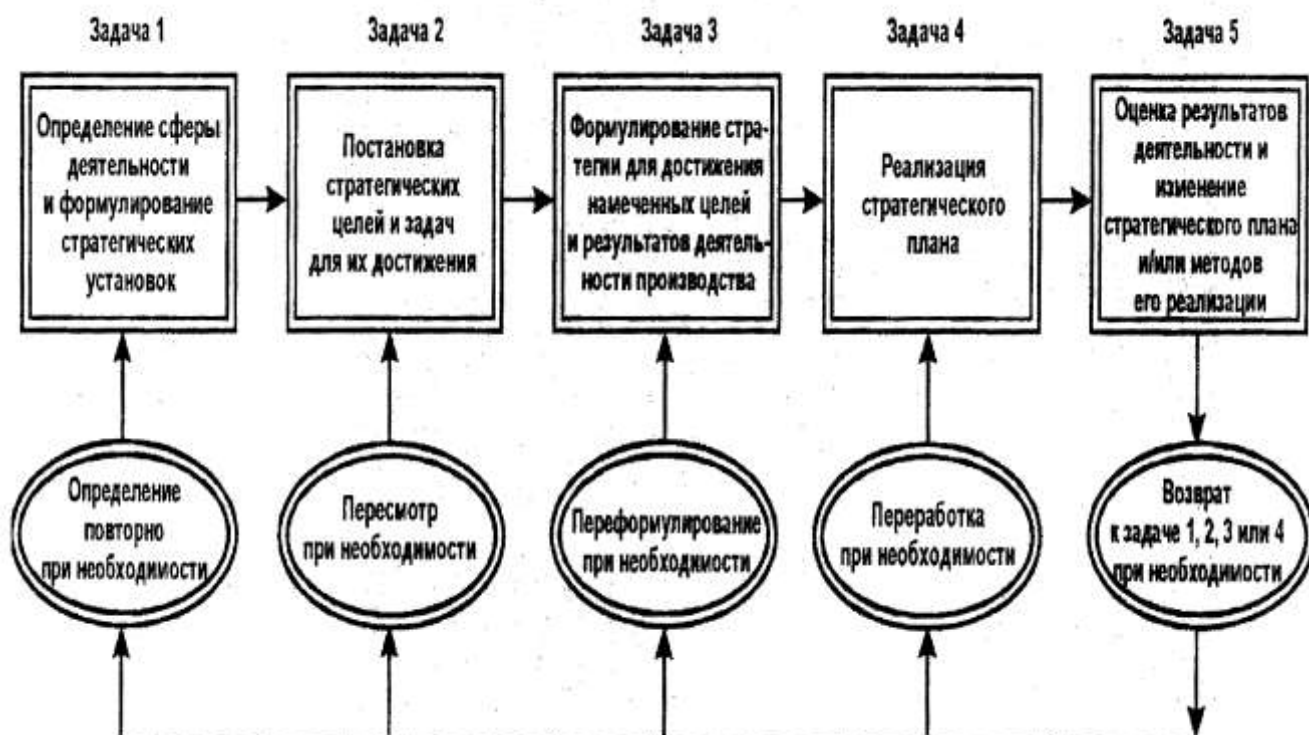 Задача 1
Задача 2
Задача 3
Задача 4
Задача 5
Определение сферы
деятельности
и формулирование
стратегических
установок
Постановка
стратегических
целей и задач
для их достижения
Формулирование стра-
тегии для достижения
намеченных целей
и результатов деятель-
ности производства
Реализация
стратегического
плана
Оценка результатов
деятельности и
изменение
стратегического плана
и/или методов
его реализации
Определение
повторно
при необходимости
Пересмотр
при необходимости
Переформулирование
при необходимости
Переработка
при необходимости
Возврат
к задаче 1, 2, 3 или 4
при необходимости